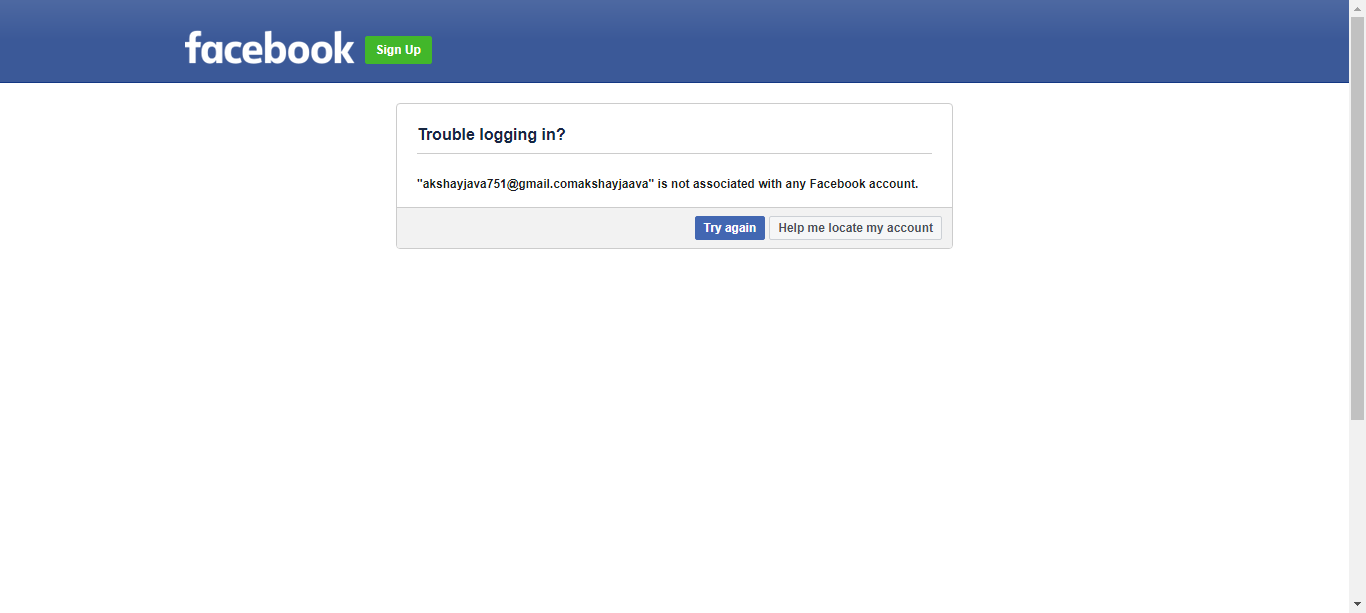 facebook
Sign Up
Trouble logging in?
"akshayjava751@gmail.comakshayjaava" is not associated with any Facebook account.
Try again
Help me locate my account